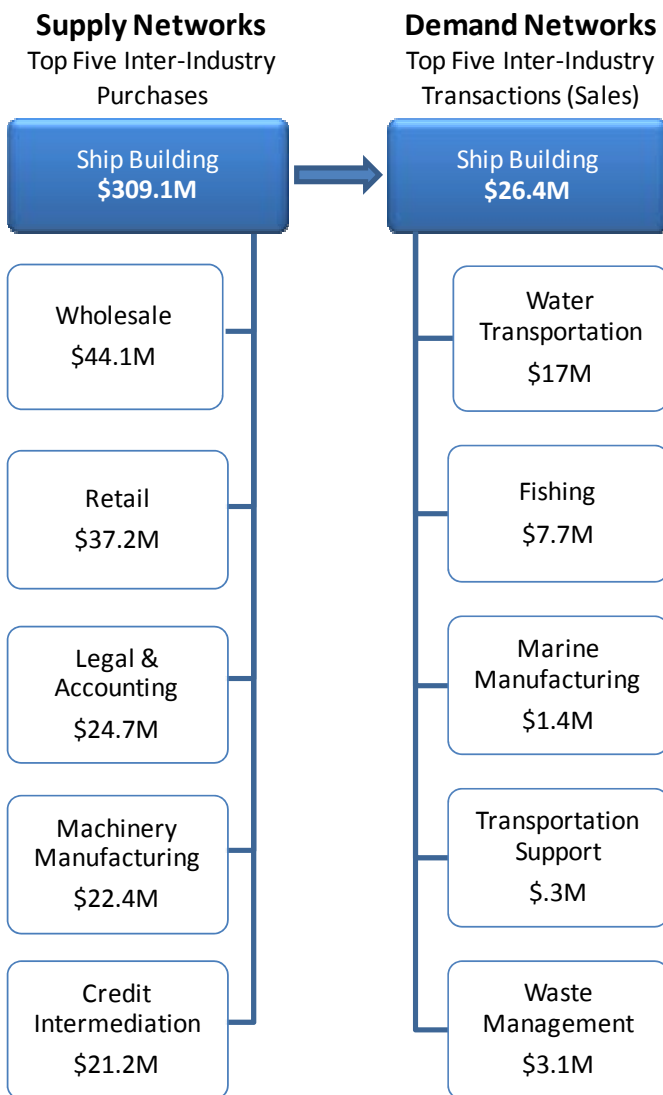 Supply Networks
Top Five Inter-Industry
Purchases
Ship Building
$309.1M
Wholesale
$44.1M
Retail
$37.2M
Legal &
Accounting
$24.7M
Machinery
Manufacturing
$22.4M
Credit
Intermediation
$21.2M
Demand Networks
Top Five Inter-Industry
Transactions (Sales)
Ship Building
$26.4M
Water
Transportation
$17M
Fishing
$7.7M
Marine
Manufacturing
$1.4M
Transportation
Support
$.3M
Waste
Management
$3.1M